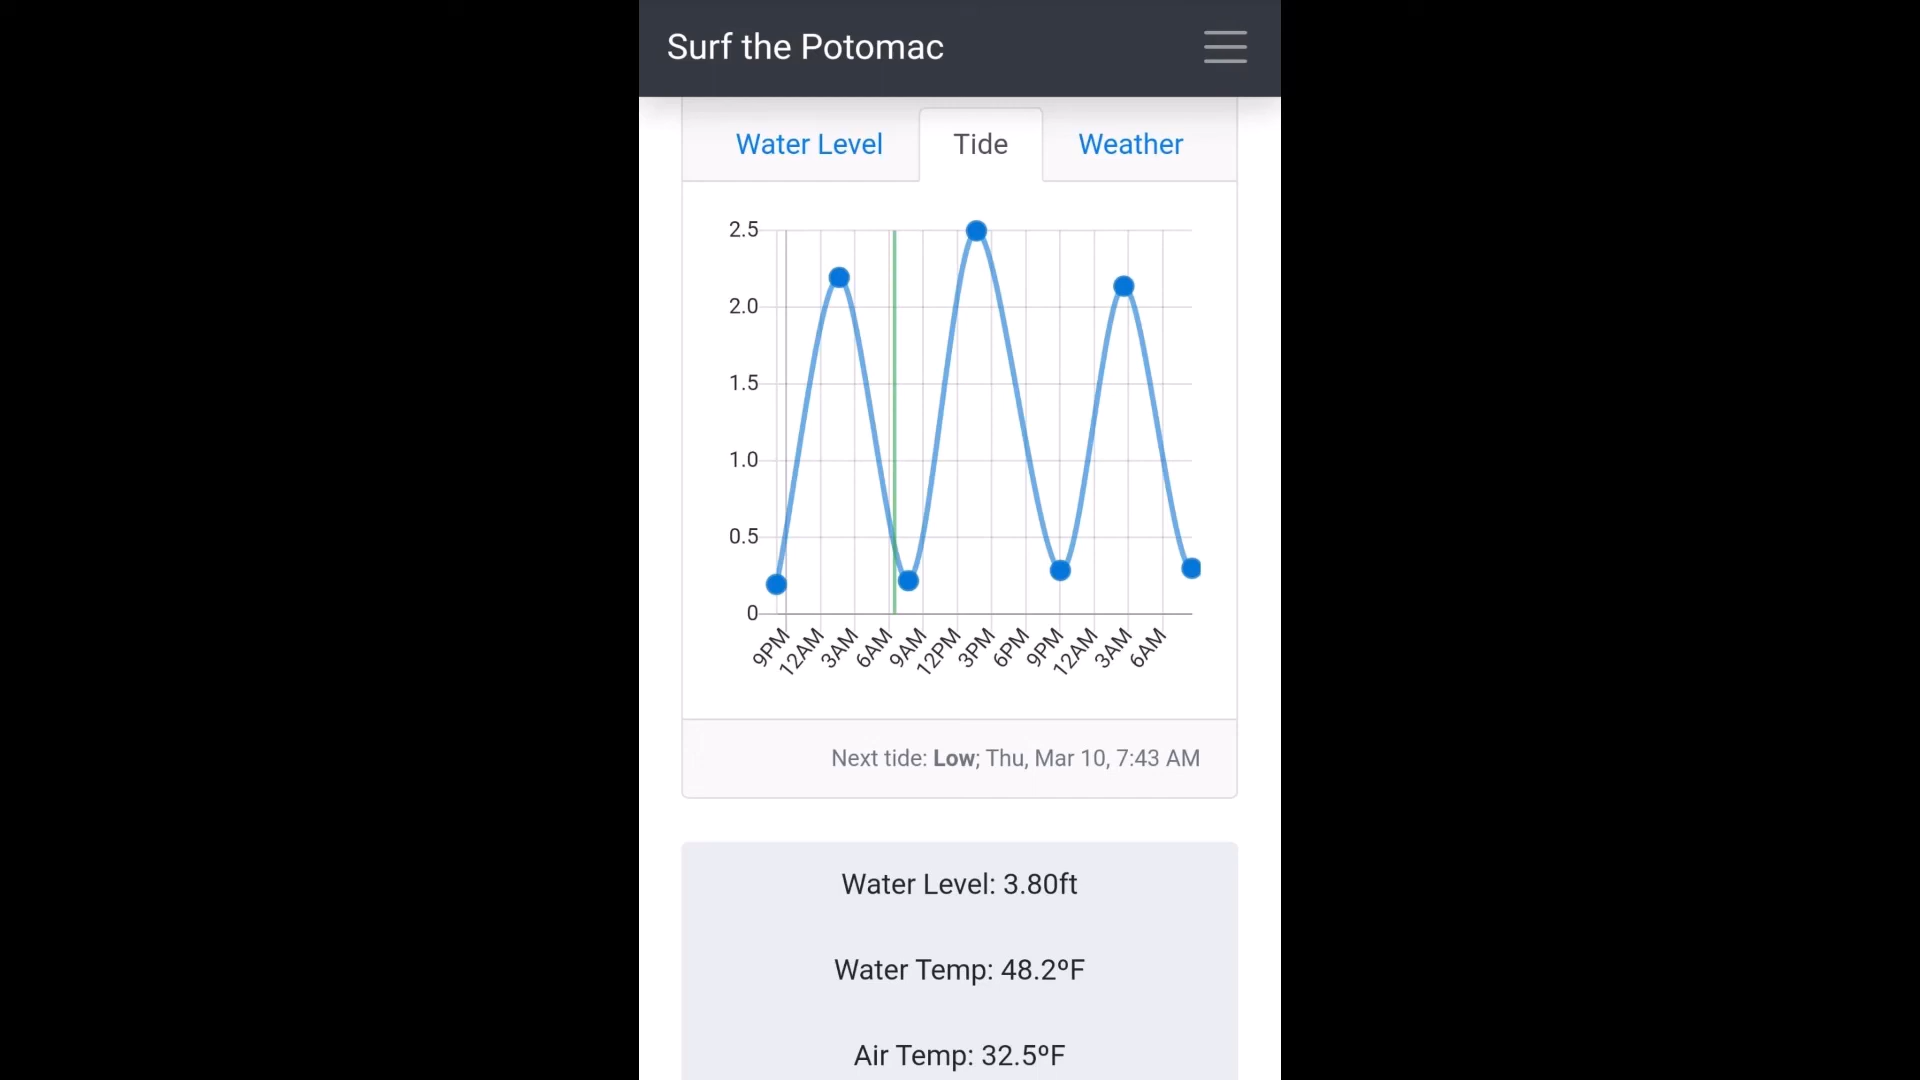 Surf the Potomac
Water Level
Tide
Weather
2.5
2.0
1.5
1.0
0.5
0
9PM
12AM
3AM
6AM
9AM
12PM
3PM
6PM
9PM
12AM
3AM
6AM
Next tide: Low; Thu, Mar 10, 7:43 AM
Water Level: 3.80ft
Water Temp: 48.2ºF
Air Temp: 32.5ºF